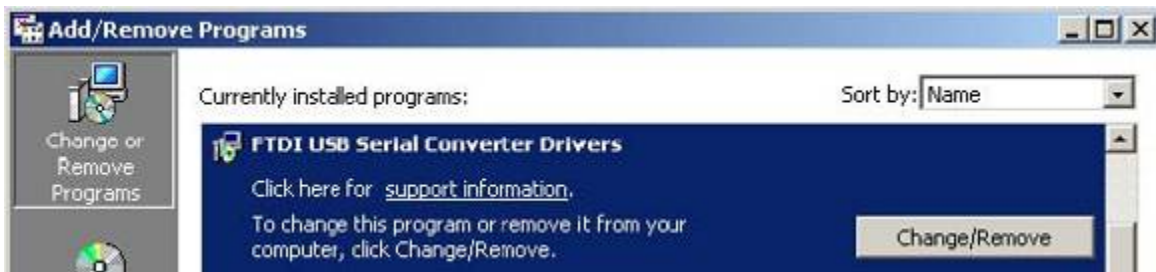 Add/Remove Programs
Change or
Remove
Programs
Currently installed programs:
Sort by: Name
FTDI USB Serial Converter Drivers
Click here for support information.
To change this program or remove it from your
computer, click Change/Remove.
Change/Remove